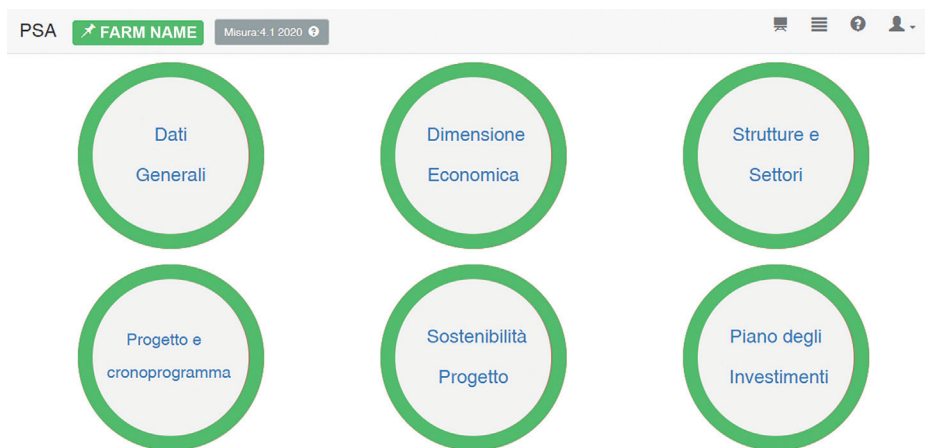 PSA FARM NAME Misura:4.1 2020
Dati
Generali
Dimensione
Economica
Strutture e
Settori
Progetto e
cronoprogramma
Sostenibilità
Progetto
Piano degli
Investimenti